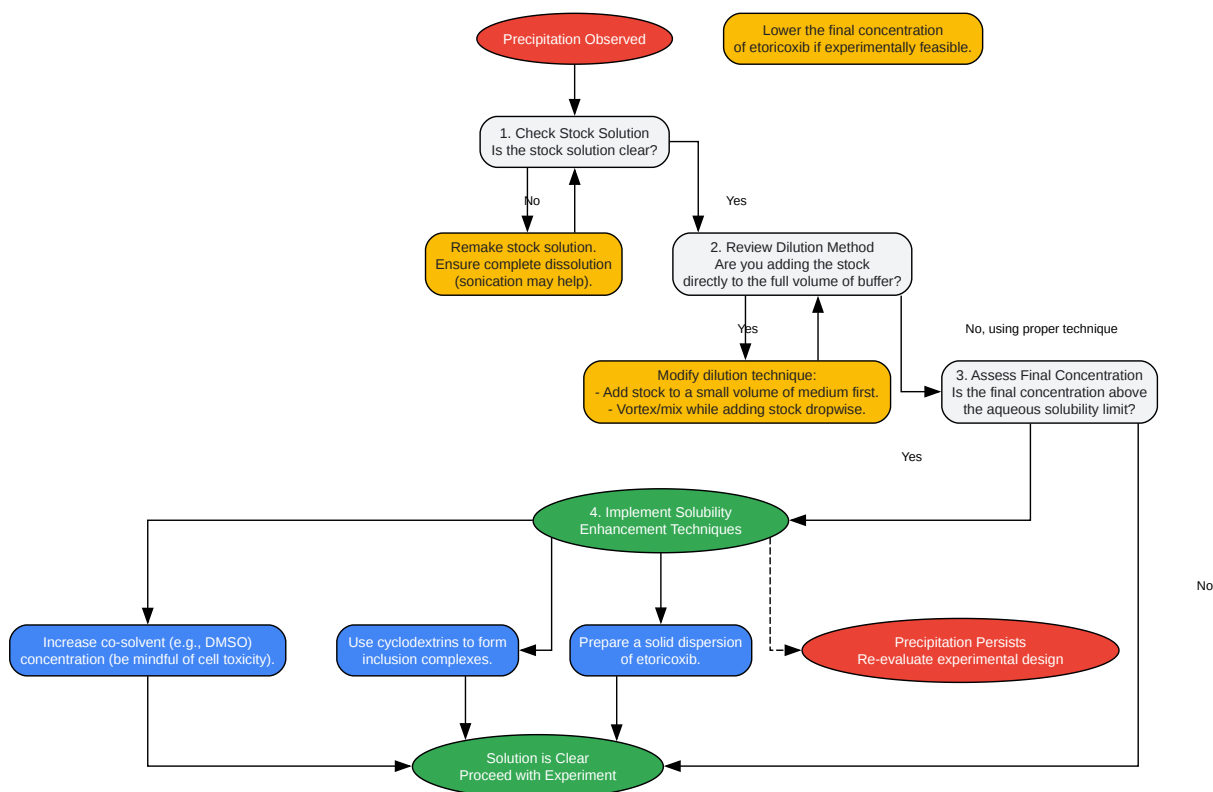 Precipitation Observed
Lower the final concentration
of etoricoxib if experimentally feasible.
1. Check Stock Solution
Is the stock solution clear?
No
Yes
Remake stock solution.
Ensure complete dissolution
(sonication may help).
2. Review Dilution Method
Are you adding the stock
directly to the full volume of buffer?
Yes
No, using proper technique
Modify dilution technique:
- Add stock to a small volume of medium first.
- Vortex/mix while adding stock dropwise.
3. Assess Final Concentration
Is the final concentration above
the aqueous solubility limit?
Yes
4. Implement Solubility
Enhancement Techniques
No
Increase co-solvent (e.g., DMSO)
concentration (be mindful of cell toxicity).
Use cyclodextrins to form
inclusion complexes.
Prepare a solid dispersion
of etoricoxib.
Precipitation Persists
Re-evaluate experimental design
Solution is Clear
Proceed with Experiment